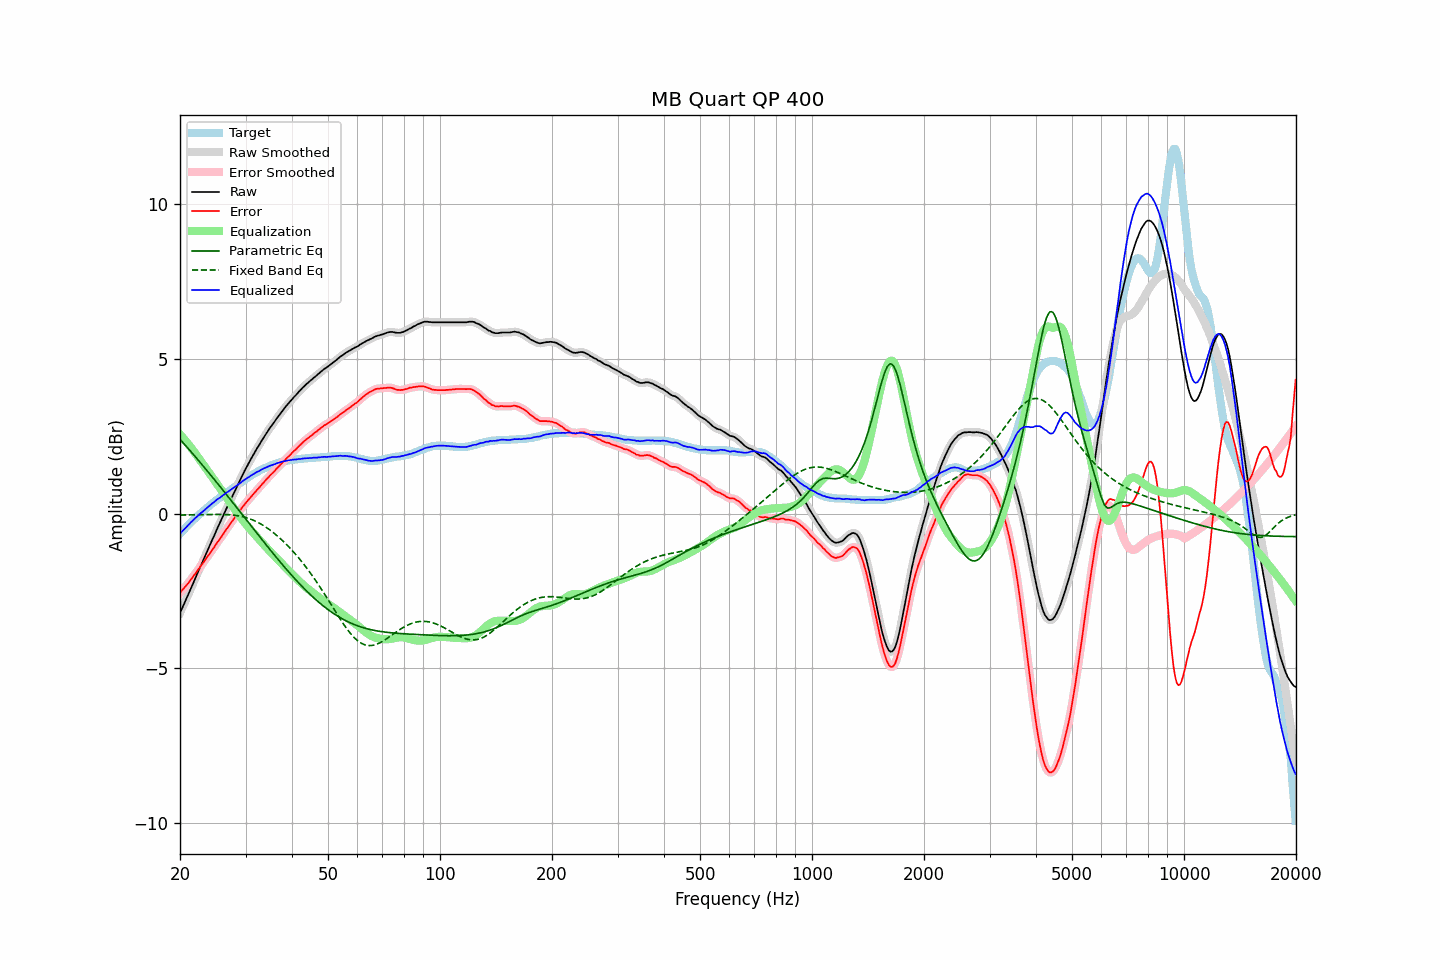 MB Quart QP 400
Target
Raw Smoothed
Error Smoothed
Raw
Error
Equalization
Parametric Eq
Fixed Band Eq
Equalized
Amplitude (dBr)
10
5
0
−5
−10
20
50
100
200
500
1000
2000
5000
10000
20000
Frequency (Hz)